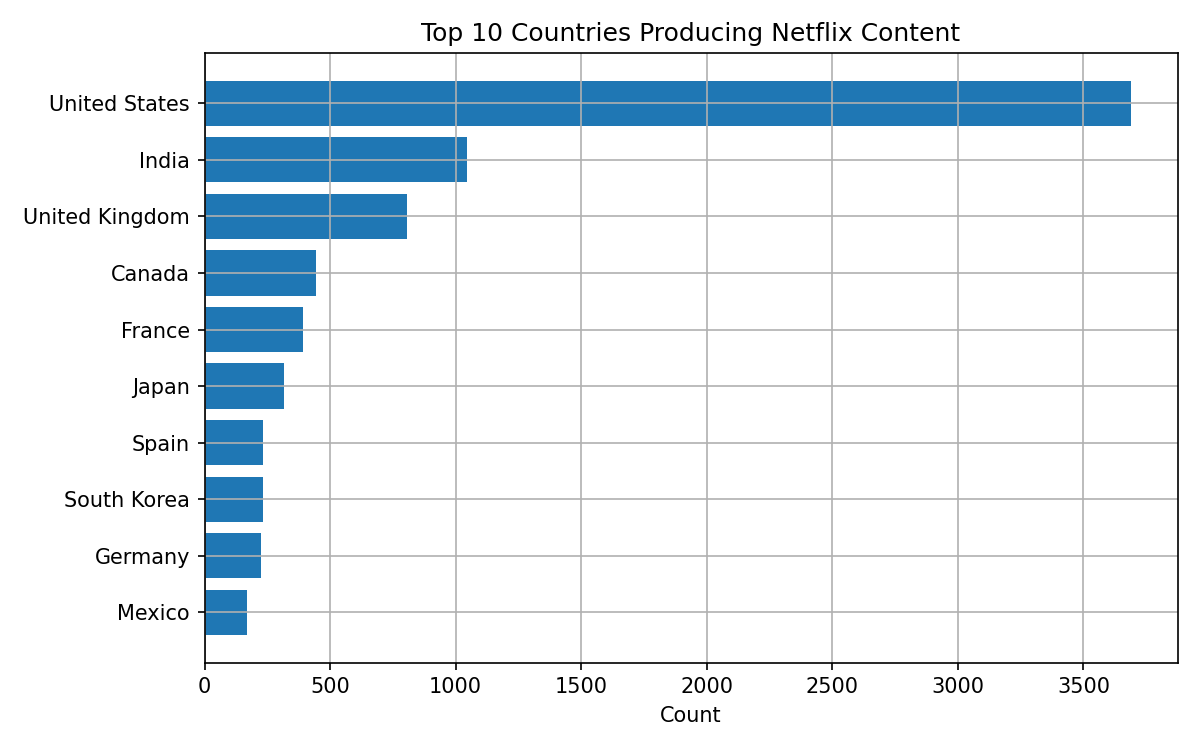 Top 10 Countries Producing Netflix Content
United States
India
United Kingdom
Canada
France
Japan
Spain
South Korea
Germany
Mexico
0 500 1000 1500 2000 2500 3000 3500
Count